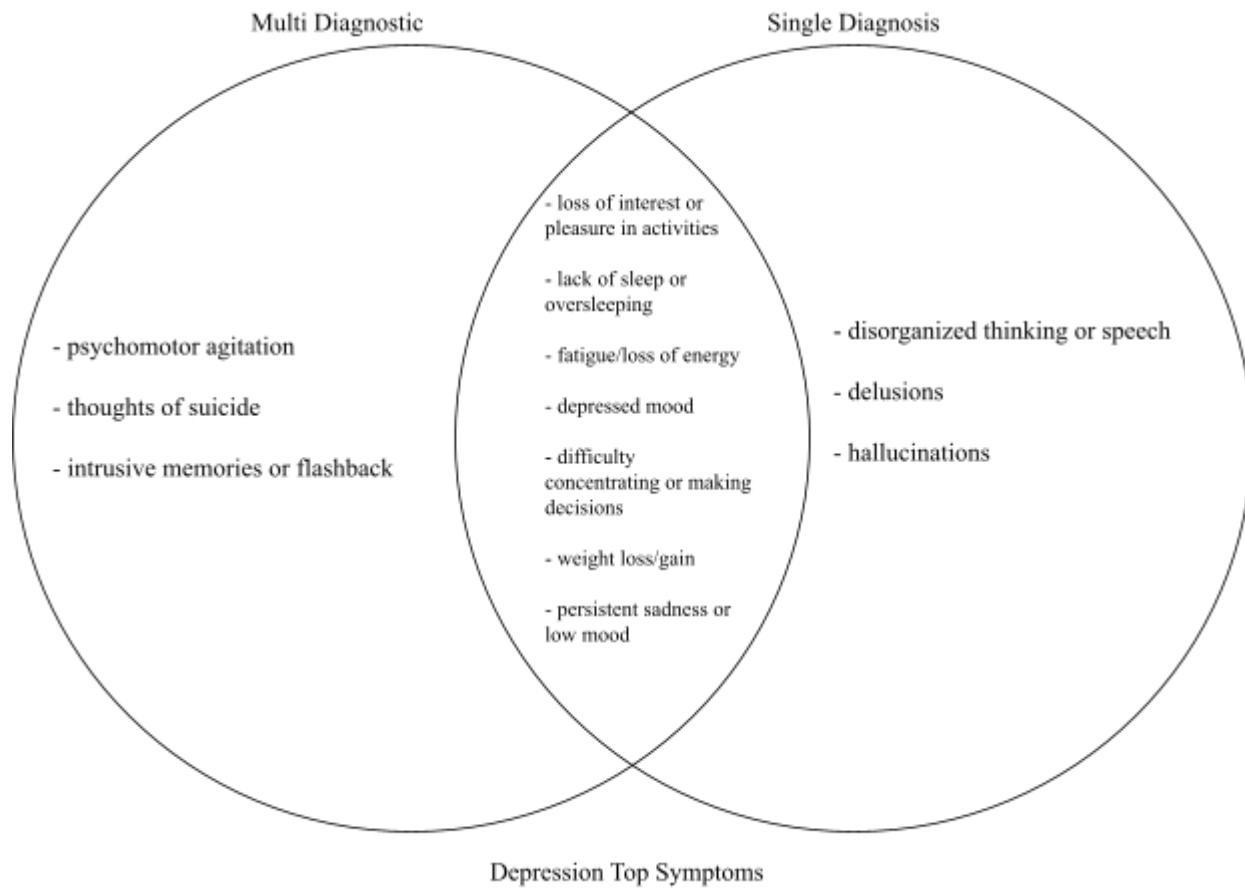 Multi Diagnostic
Single Diagnosis
- psychomotor agitation
- thoughts of suicide
- intrusive memories or flashback
- loss of interest or
pleasure in activities
- lack of sleep or
oversleeping
- fatigue/loss of energy
- depressed mood
- difficulty
concentrating or making
decisions
- weight loss/gain
- persistent sadness or
low mood
- disorganized thinking or speech
- delusions
- hallucinations
Depression Top Symptoms